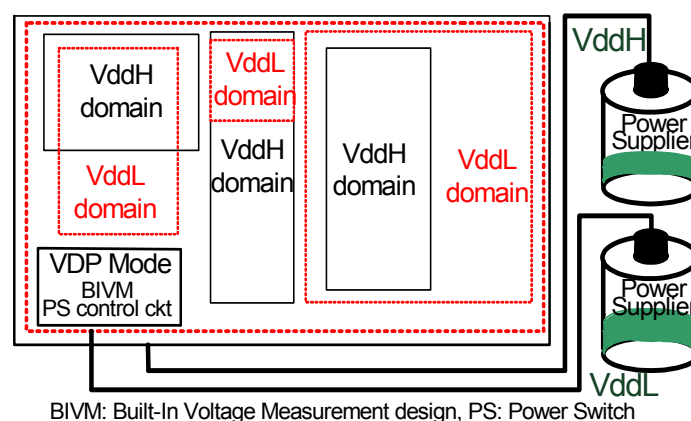 VddH
VddH
domain
VddL
domain
VddL
domain
VddH
domain
VddH
domain
VddL
domain
Power
Supplier
VDP Mode
BIVM
PS control ckt
Power
Supplier
VddL
BIVM: Built-In Voltage Measurement design, PS: Power Switch